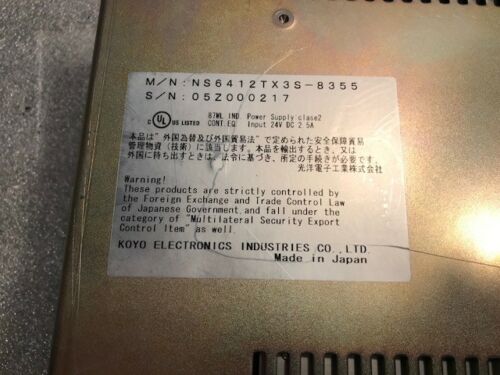 M/N: NS6412TX3S-8355
S/N: 05Z000217
C UL US LISTED 87WL IND. Power Supply class2
CONT.EQ Input 24V DC 2.5A
本品は"外国為替及び外国貿易法"で定められた安全保障貿易
管理物資(技術)に該当します。本品を輸出するとき、又は
外国に持ち出すときは、法令に基づき、所定の手続きが必要です。
光洋電子工業株式会社
Warning!
These products are strictly controlled by
the Foreign Exchange and Trade Control Law
of Japanese Government and fall under the
category of "Multilateral Security Export
Control Item" as well.
KOYO ELECTRONICS INDUSTRIES CO., LTD.
Made in Japan